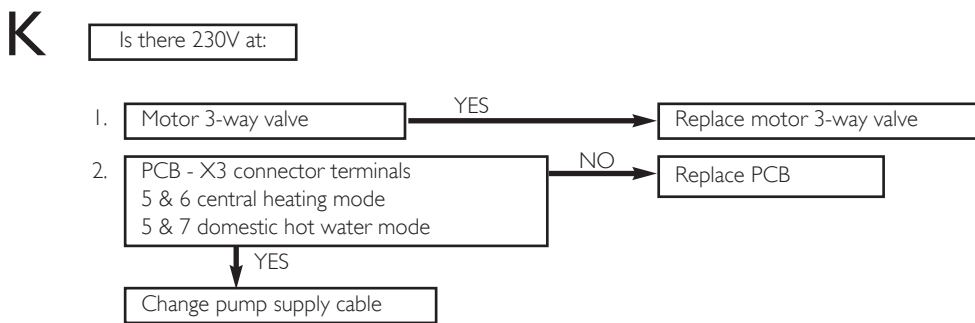 K
Is there 230V at:
1. Motor 3-way valve
YES
Replace motor 3-way valve
2. PCB - X3 connector terminals
5 & 6 central heating mode
5 & 7 domestic hot water mode
NO
Replace PCB
YES
Change pump supply cable